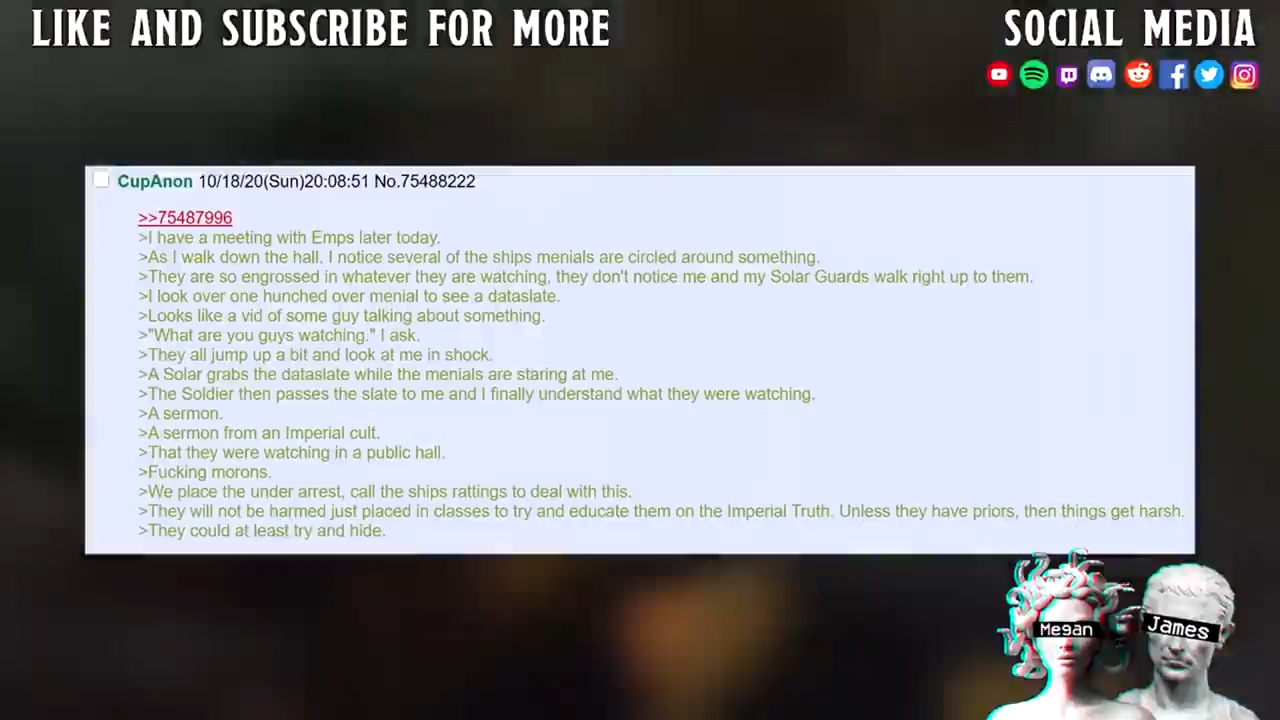 LIKE AND SUBSCRIBE FOR MORE
SOCIAL MEDIA
CupAnon 10/18/20(Sun)20:08:51 No.75488222
>>75487996
>I have a meeting with Emps later today.
>As I walk down the hall, I notice several of the ships menials are circled around something.
>They are so engrossed in whatever they are watching, they don't notice me and my Solar Guards walk right up to them.
>I look over one hunched over menial to see a dataslate.
>Looks like a vid of some guy talking about something.
>"What are you guys watching." I ask.
>They all jump up a bit and look at me in shock.
>A Solar grabs the dataslate while the menials are staring at me.
>The Soldier then passes the slate to me and I finally understand what they were watching.
>A sermon.
>A sermon from an Imperial cult.
>That they were watching in a public hall.
>Fucking morons.
>We place the under arrest, call the ships rattings to deal with this.
>They will not be harmed just placed in classes to try and educate them on the Imperial Truth. Unless they have priors, then things get harsh.
>They could at least try and hide.
Megan
James